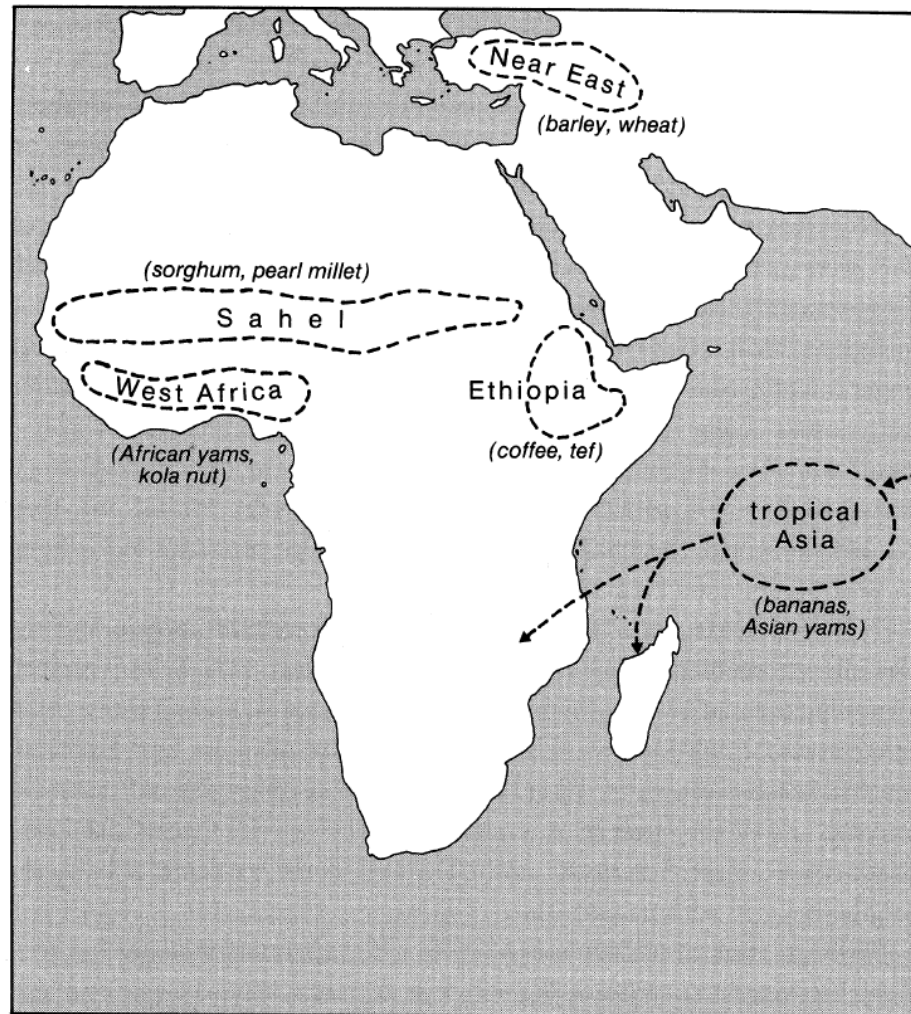 Near East
(barley, wheat)
(sorghum, pearl millet)
Sahel
West Africa
(African yams,
kola nut)
Ethiopia
(coffee, tef)
tropical
Asia
(bananas,
Asian yams)